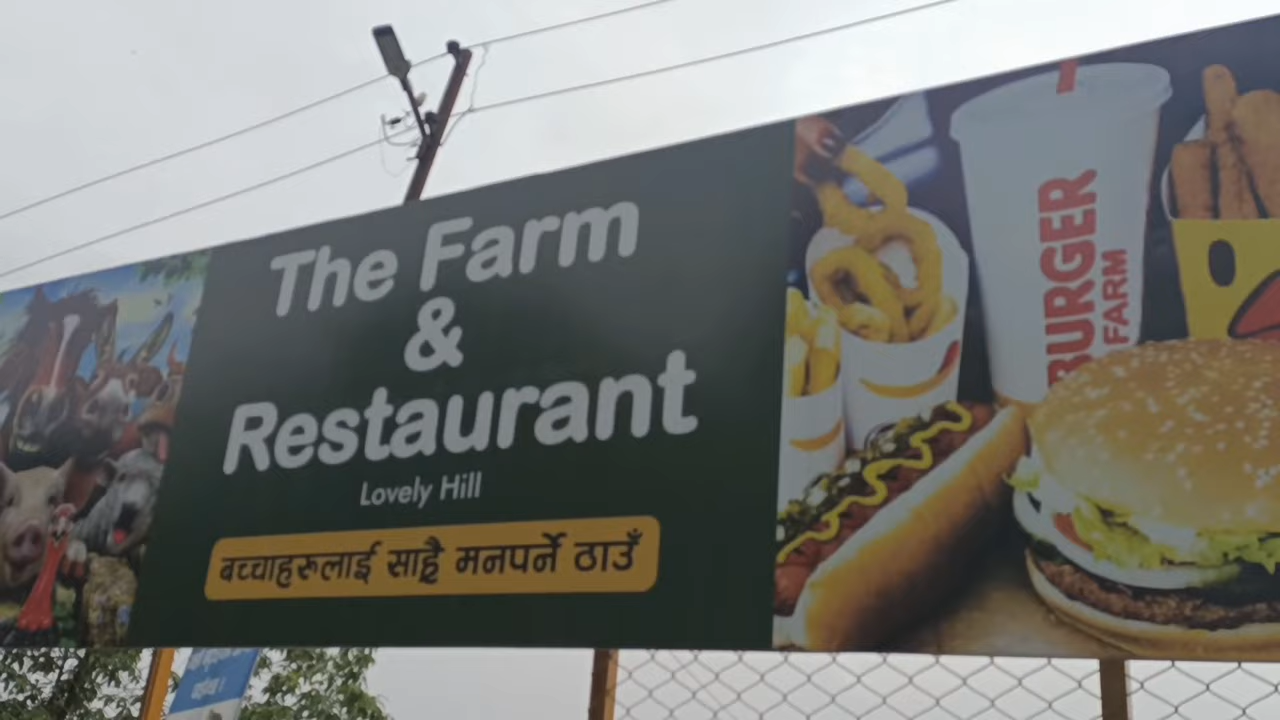 The Farm
&
Restaurant
Lovely Hill
बच्चाहरूलाई साह्रै मनपर्ने ठाउँ
BURGER
FARM